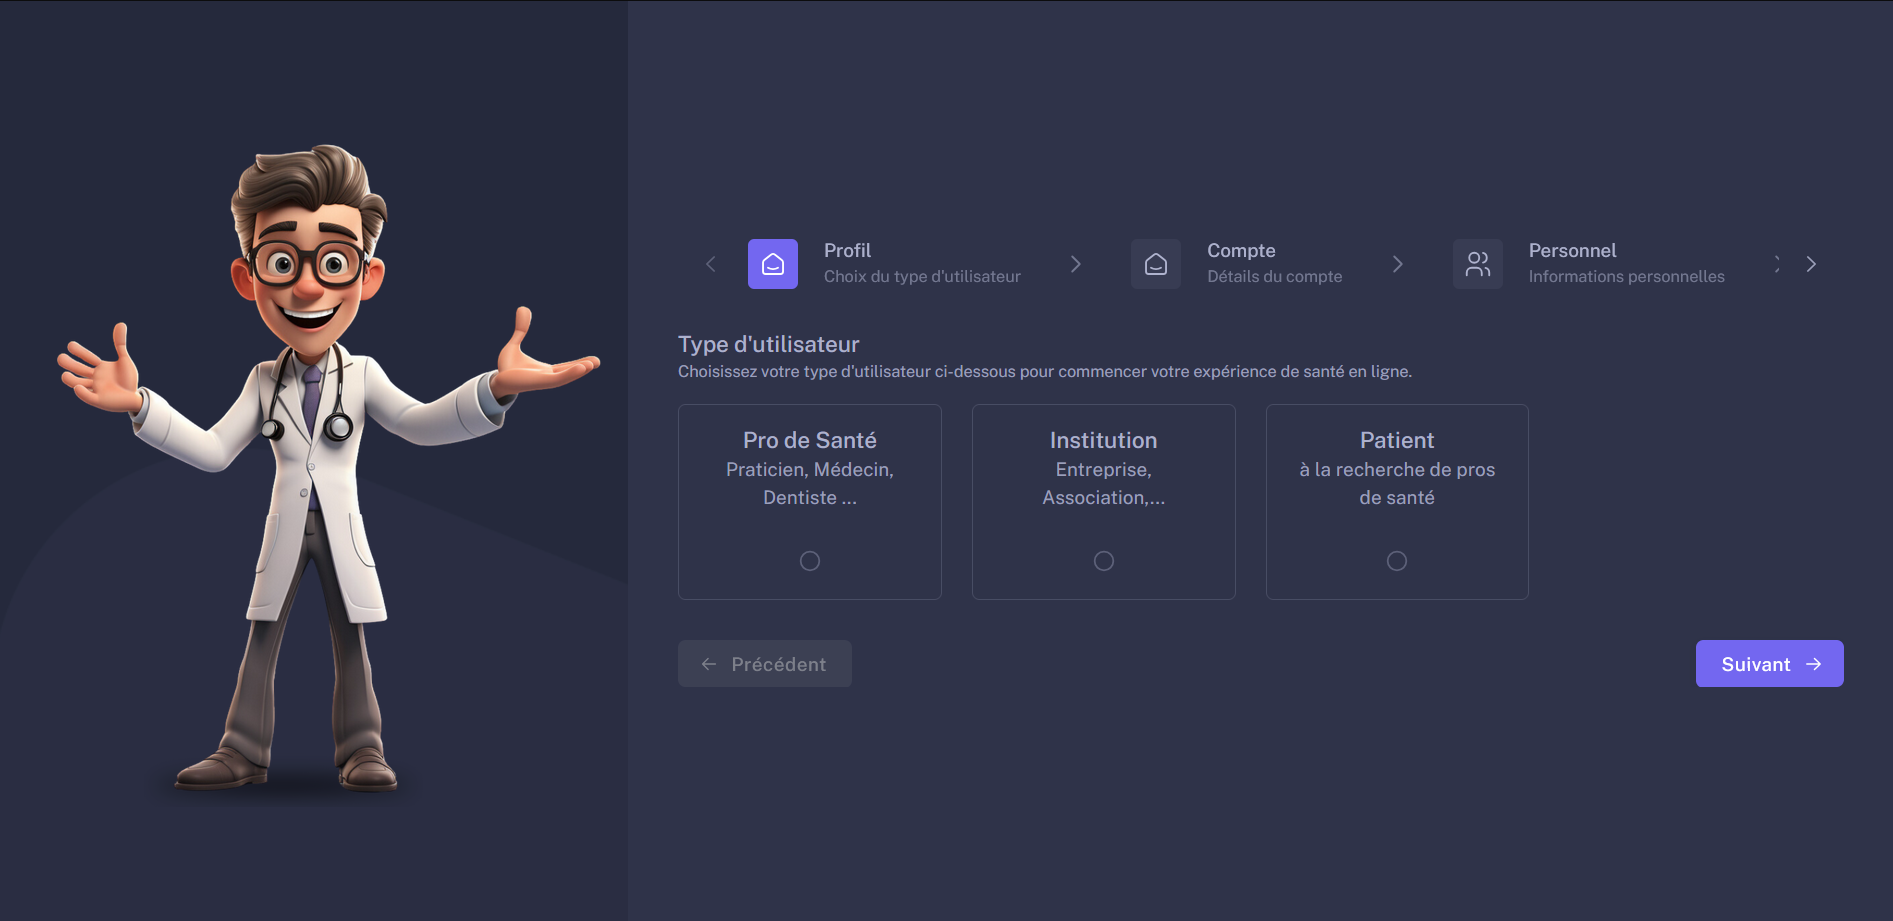 Profil
Choix du type d'utilisateur
Compte
Détails du compte
Personnel
Informations personnelles
Type d'utilisateur
Choisissez votre type d'utilisateur ci-dessous pour commencer votre expérience de santé en ligne.
Pro de Santé
Praticien, Médecin,
Dentiste ...
Institution
Entreprise,
Association,...
Patient
à la recherche de pros
de santé
Précédent
Suivant